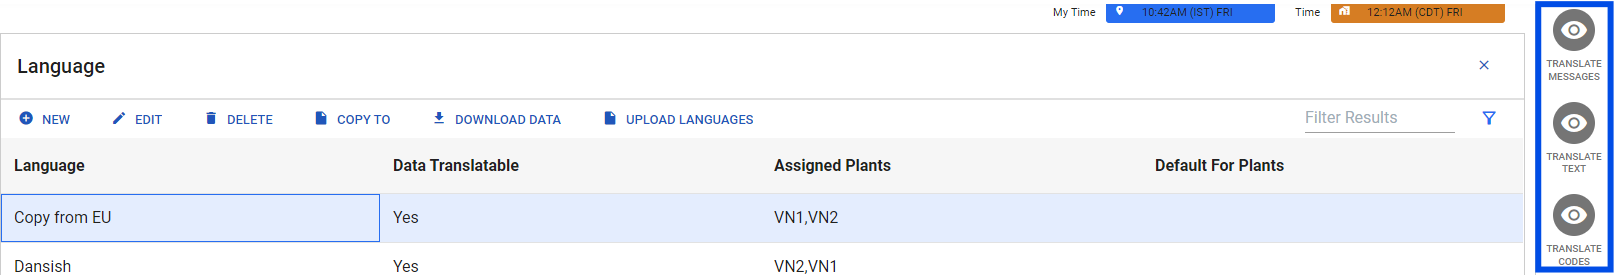 My Time 10:42AM (IST) FRI Time 12:12AM (CDT) FRI
Language
NEW EDIT DELETE COPY TO DOWNLOAD DATA UPLOAD LANGUAGES Filter Results
Language Data Translatable Assigned Plants Default For Plants
Copy from EU Yes VN1,VN2
Dansish Yes VN2,VN1
TRANSLATE
MESSAGES
TRANSLATE
TEXT
TRANSLATE
CODES